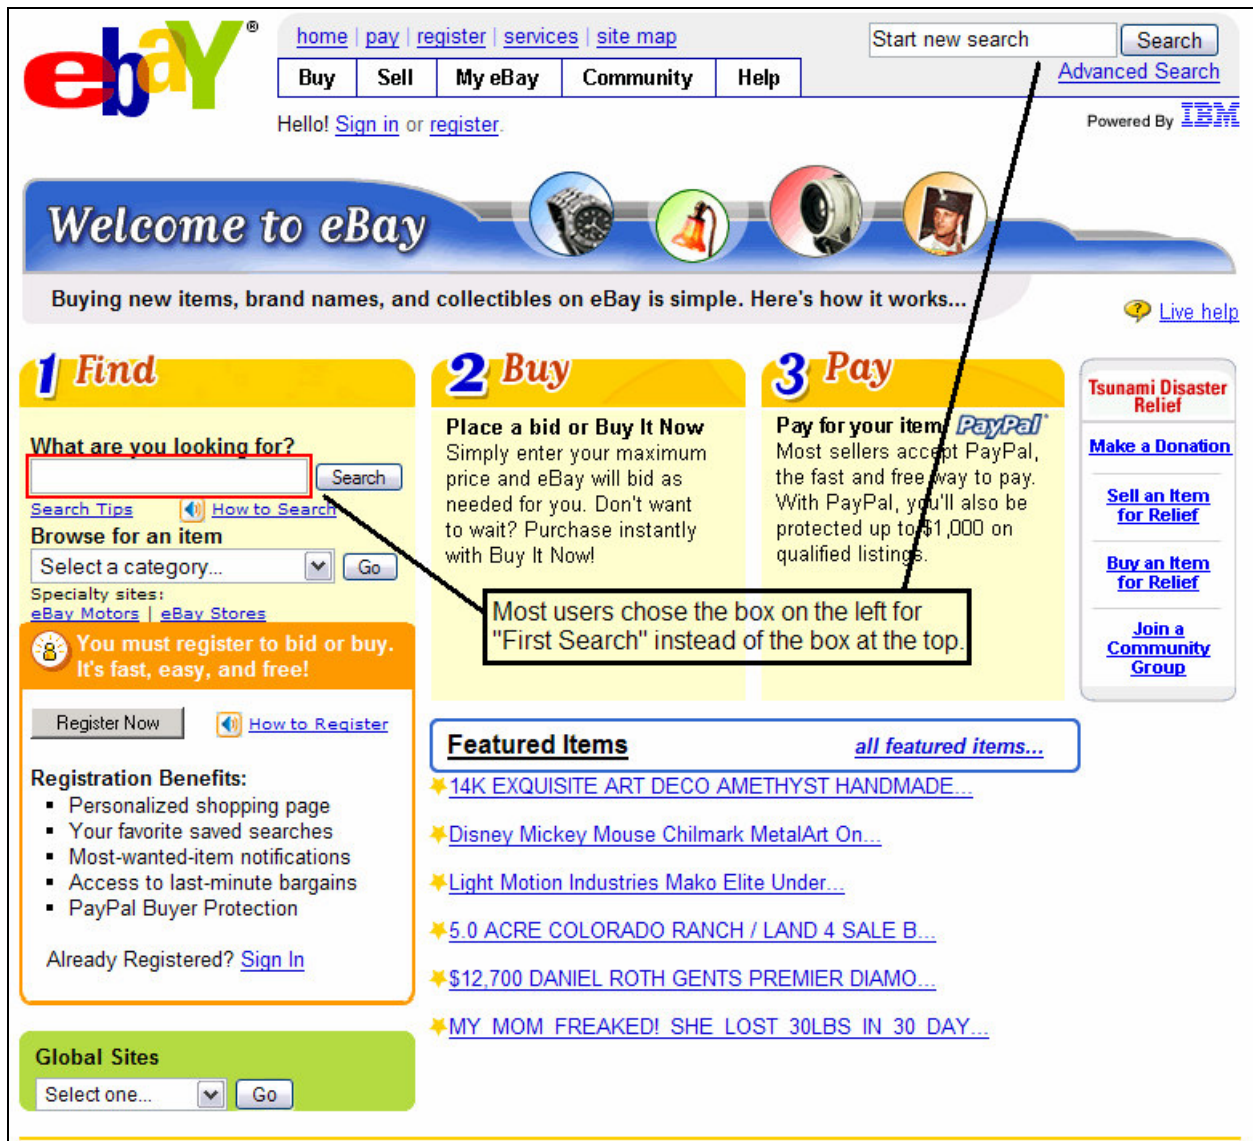 ebaY®
home | pay | register | services | site map
Start new search
Search
Buy
Sell
My eBay
Community
Help
Advanced Search
Hello! Sign in or register.
Powered By IBM
Welcome to eBay
Buying new items, brand names, and collectibles on eBay is simple. Here's how it works...
Live help
1 Find
What are you looking for?
Search
Search Tips
How to Search
Browse for an item
Select a category...
Go
Specialty sites:
eBay Motors | eBay Stores
2 Buy
Place a bid or Buy It Now
Simply enter your maximum
price and eBay will bid as
needed for you. Don't want
to wait? Purchase instantly
with Buy It Now!
3 Pay
Pay for your item PayPal
Most sellers accept PayPal,
the fast and free way to pay.
With PayPal, you'll also be
protected up to $1,000 on
qualified listings.
Tsunami Disaster
Relief
Make a Donation
Sell an Item
for Relief
Buy an Item
for Relief
Join a
Community
Group
Most users chose the box on the left for
"First Search" instead of the box at the top.
You must register to bid or buy.
It's fast, easy, and free!
Register Now
How to Register
Registration Benefits:
▪ Personalized shopping page
▪ Your favorite saved searches
▪ Most-wanted-item notifications
▪ Access to last-minute bargains
▪ PayPal Buyer Protection
Already Registered? Sign In
Featured Items
all featured items...
14K EXQUISITE ART DECO AMETHYST HANDMADE...
Disney Mickey Mouse Chilmark MetalArt On...
Light Motion Industries Mako Elite Under...
5.0 ACRE COLORADO RANCH / LAND 4 SALE B...
$12,700 DANIEL ROTH GENTS PREMIER DIAMO...
MY MOM FREAKED! SHE LOST 30LBS IN 30 DAY...
Global Sites
Select one...
Go